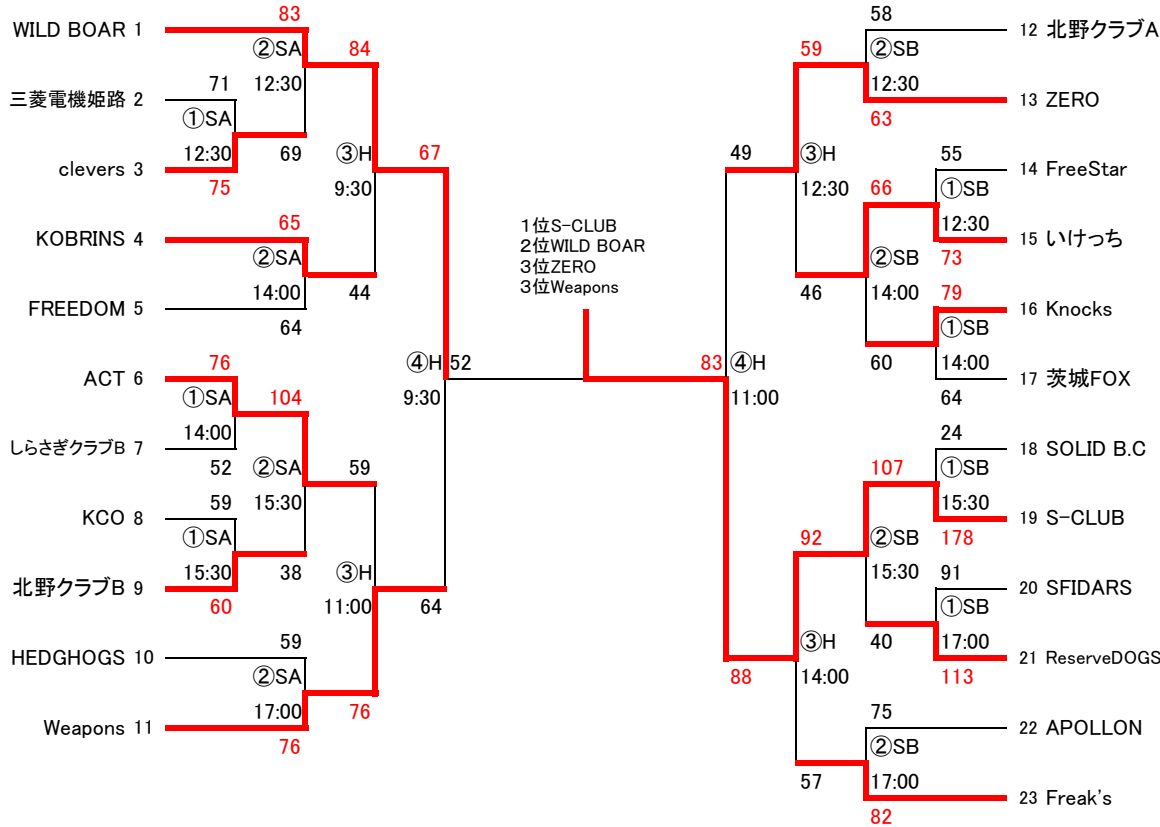 WILD BOAR 1
三菱電機姫路 2
clevers 3
KOBRINS 4
FREEDOM 5
ACT 6
しらさぎクラブB 7
KCO 8
北野クラブB 9
HEDGHOGS 10
Weapons 11
83
②SA
12:30
71
①SA
12:30
75
69
84
65
②SA
14:00
64
44
③H
9:30
67
76
①SA
14:00
52
104
59
①SA
15:30
60
38
②SA
15:30
59
59
②SA
17:00
76
76
③H
11:00
64
④H
9:30
52
1位S-CLUB
2位WILD BOAR
3位ZERO
3位Weapons
83
④H
11:00
49
88
59
③H
12:30
46
58
②SB
12:30
63
66
②SB
14:00
60
55
①SB
12:30
73
79
①SB
14:00
64
92
③H
14:00
57
107
②SB
15:30
40
24
①SB
15:30
178
91
①SB
17:00
113
75
②SB
17:00
82
12 北野クラブA
13 ZERO
14 FreeStar
15 いけっち
16 Knocks
17 茨城FOX
18 SOLID B.C
19 S-CLUB
20 SFIDARS
21 ReserveDOGS
22 APOLLON
23 Freak's